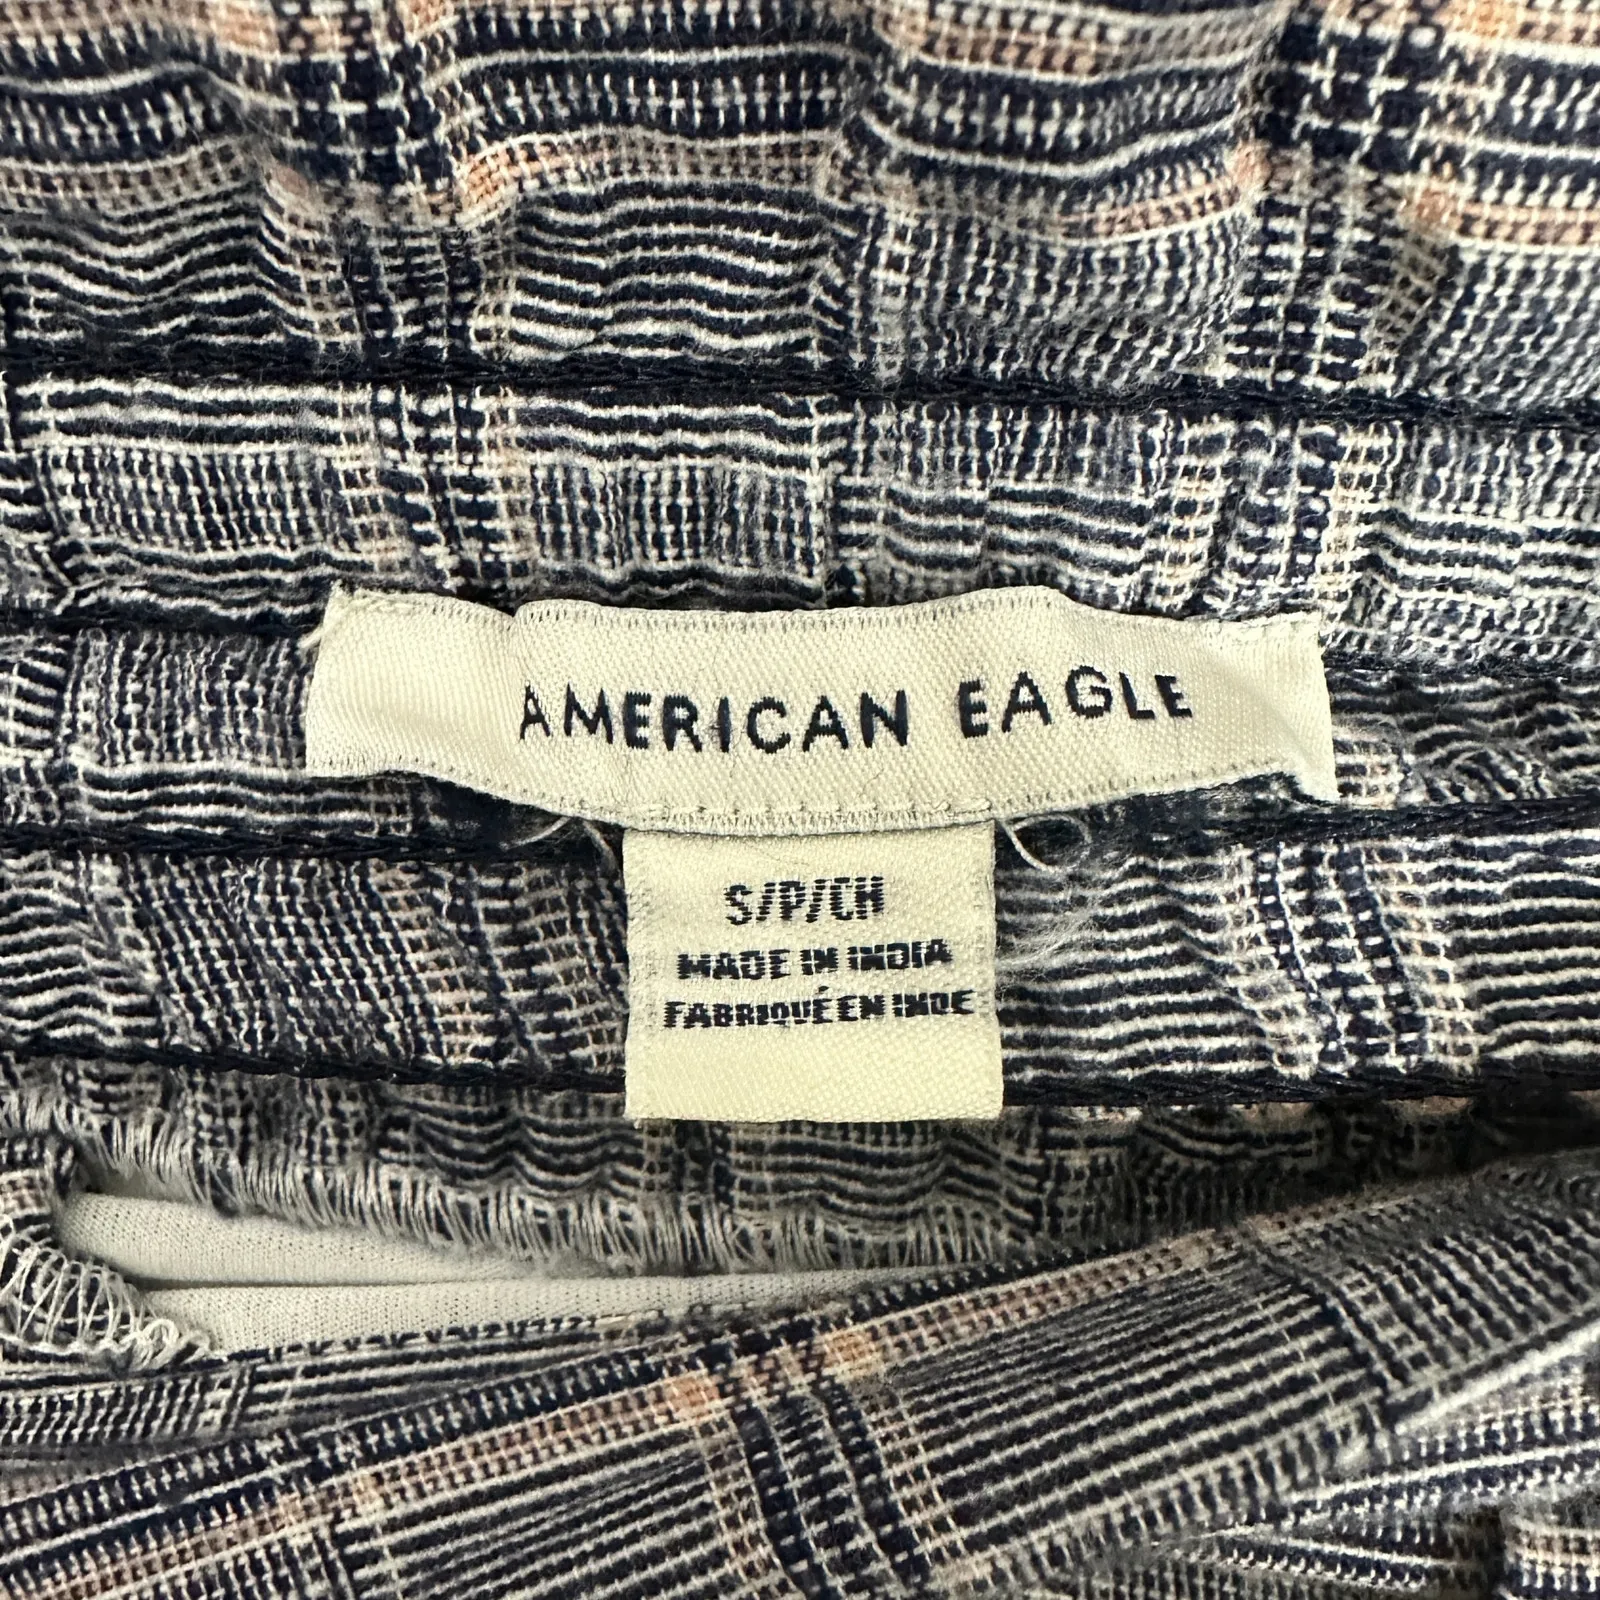 AMERICAN EAGLE
S/P/CH
MADE IN INDIA
FABRIQUÉ EN INDE